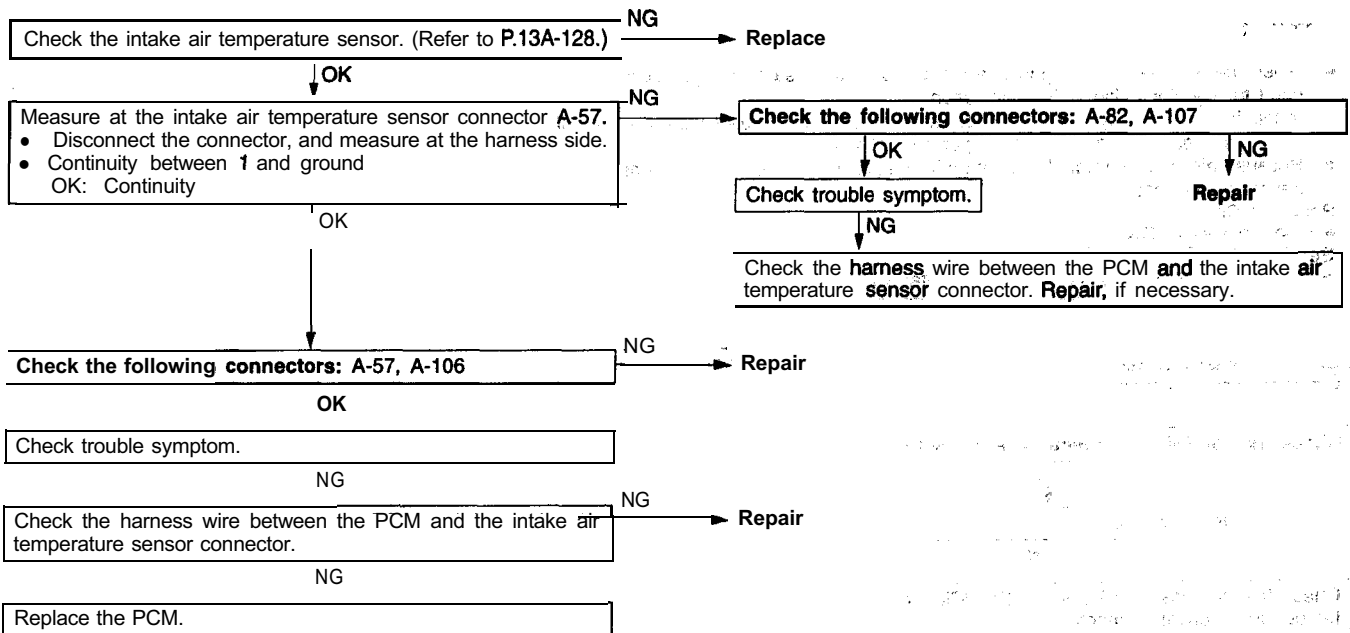 NG
Check the intake air temperature sensor. (Refer to P.13A-128.)
Replace
OK
NG
Measure at the intake air temperature sensor connector A-57.
• Disconnect the connector, and measure at the harness side.
• Continuity between 1 and ground
OK: Continuity
Check the following connectors: A-82, A-107
OK
NG
Check trouble symptom.
Repair
NG
Check the harness wire between the PCM and the intake air
temperature sensor connector. Repair, if necessary.
OK
Check the following connectors: A-57, A-106
NG
Repair
OK
Check trouble symptom.
NG
Check the harness wire between the PCM and the intake air
temperature sensor connector.
NG
Repair
NG
Replace the PCM.